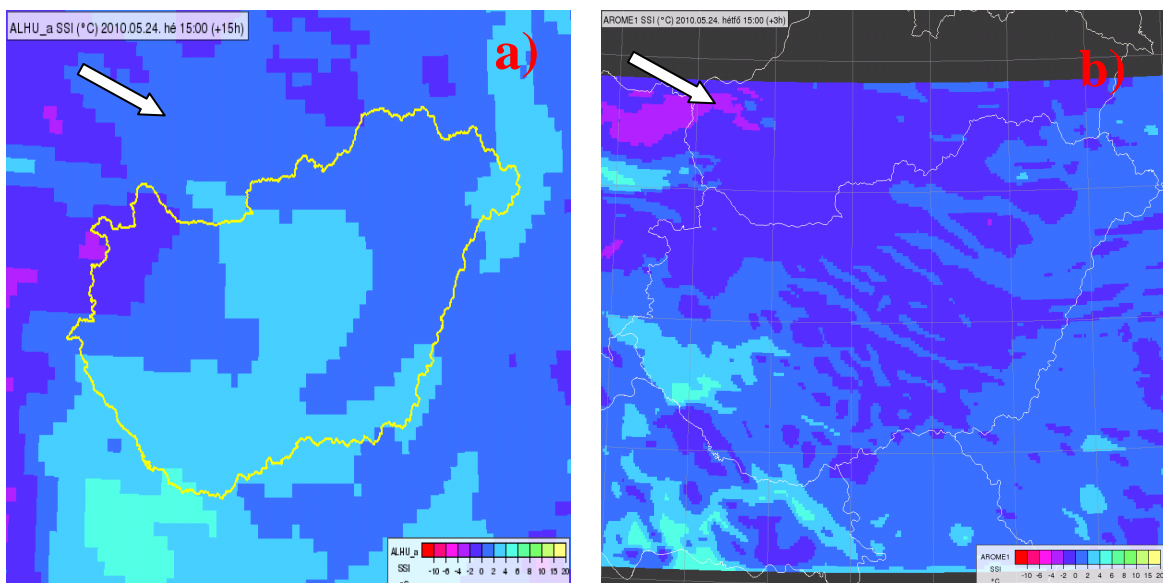 ALHU_a SSI (°C) 2010.05.24. hé 15:00 (+15h)
a)
ALHU_a
SSI
°C
-10 -6 -4 -2 0 2 4 6 8 10 15 20
AROME1 SSI (°C) 2010.05.24. hétfő 15:00 (+3h)
b)
AROME1
SSI
°C
-10 -6 -4 -2 0 2 4 6 8 10 15 20